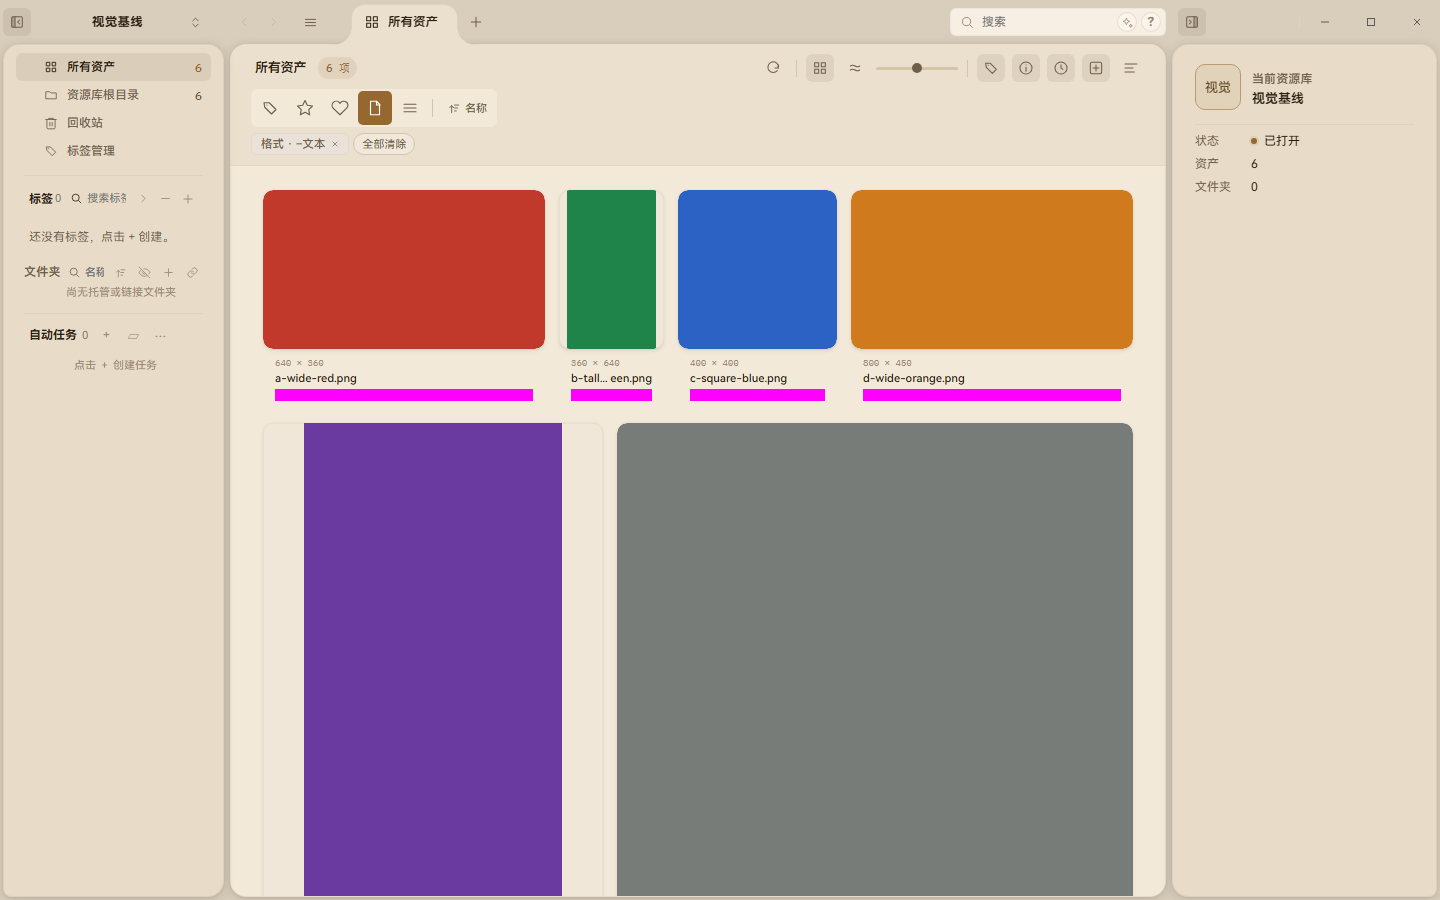 视觉基线
所有资产
搜索
?
所有资产 6
资源库根目录 6
回收站
标签管理
标签 0 搜索标签
还没有标签，点击 + 创建。
文件夹 名称
尚无托管或链接文件夹
自动任务 0 + ...
点击 + 创建任务
所有资产 6 项
名称
格式 · −文本 × 全部清除
640 × 360
a-wide-red.png
360 × 640
b-tall... een.png
400 × 400
c-square-blue.png
800 × 450
d-wide-orange.png
视觉
当前资源库
视觉基线
状态 已打开
资产 6
文件夹 0